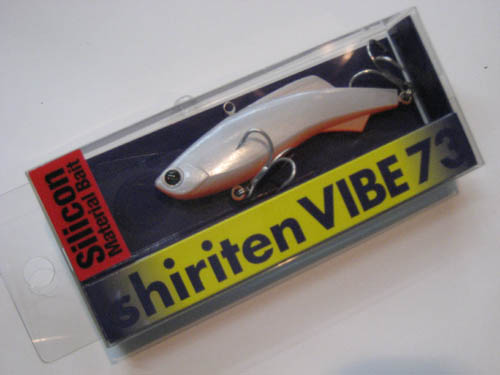 Silicon
Material Bait
shiriten VIBE 73